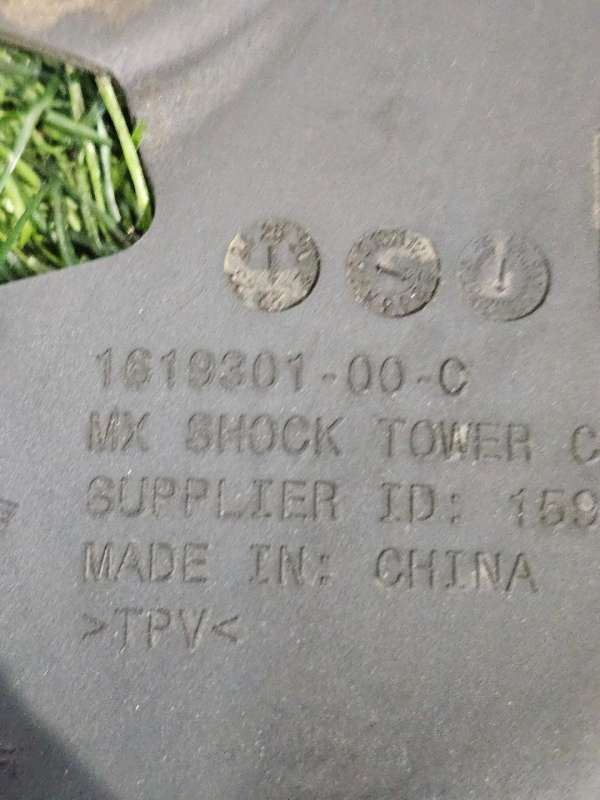 1619301-00-C
MX SHOCK TOWER C
SUPPLIER ID: 159
MADE IN: CHINA
>TPV<